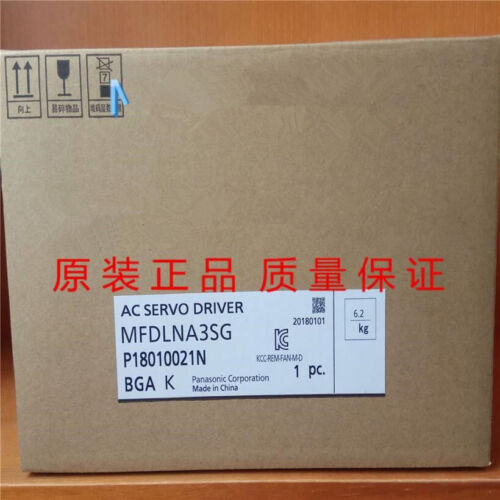 7
向上
易碎物品
堆码层数
原装正品 质量保证
AC SERVO DRIVER
MFDLNA3SG
20180101
6.2
kg
P18010021N
KCC-REM-FAN-M-D
1 pc.
BGA K
Panasonic Corporation
Made in China